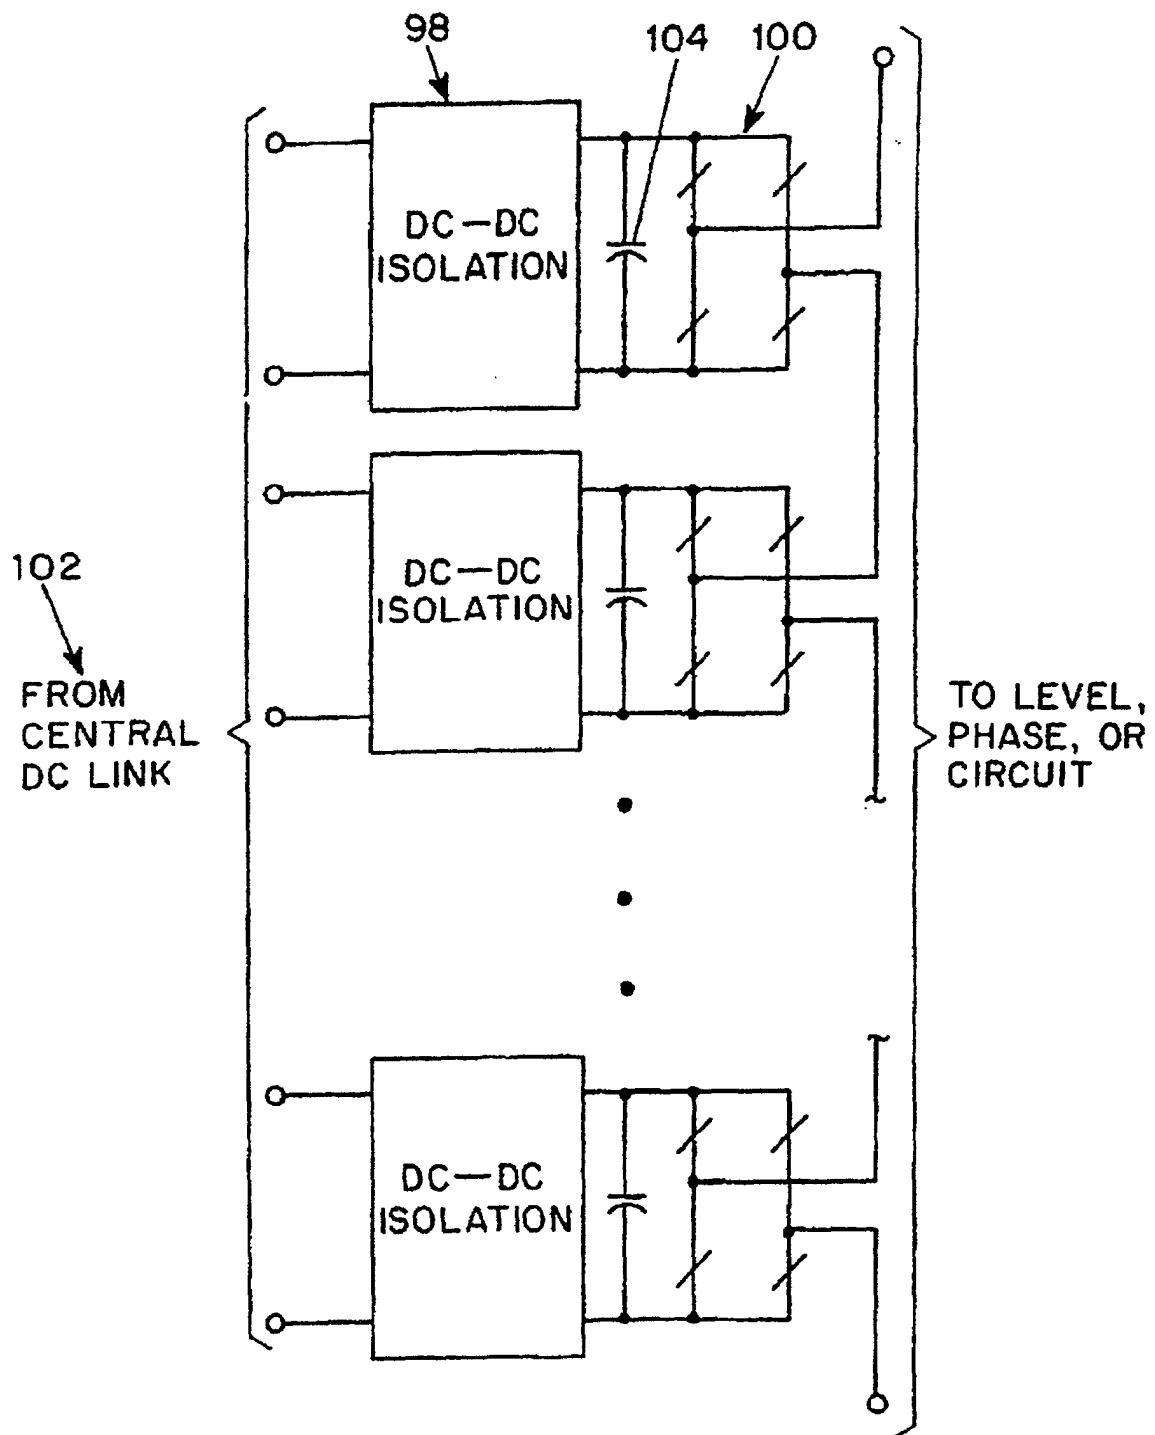 98
104
100
DC—DC
ISOLATION
DC—DC
ISOLATION
102
FROM
CENTRAL
DC LINK
TO LEVEL,
PHASE, OR
CIRCUIT
DC—DC
ISOLATION